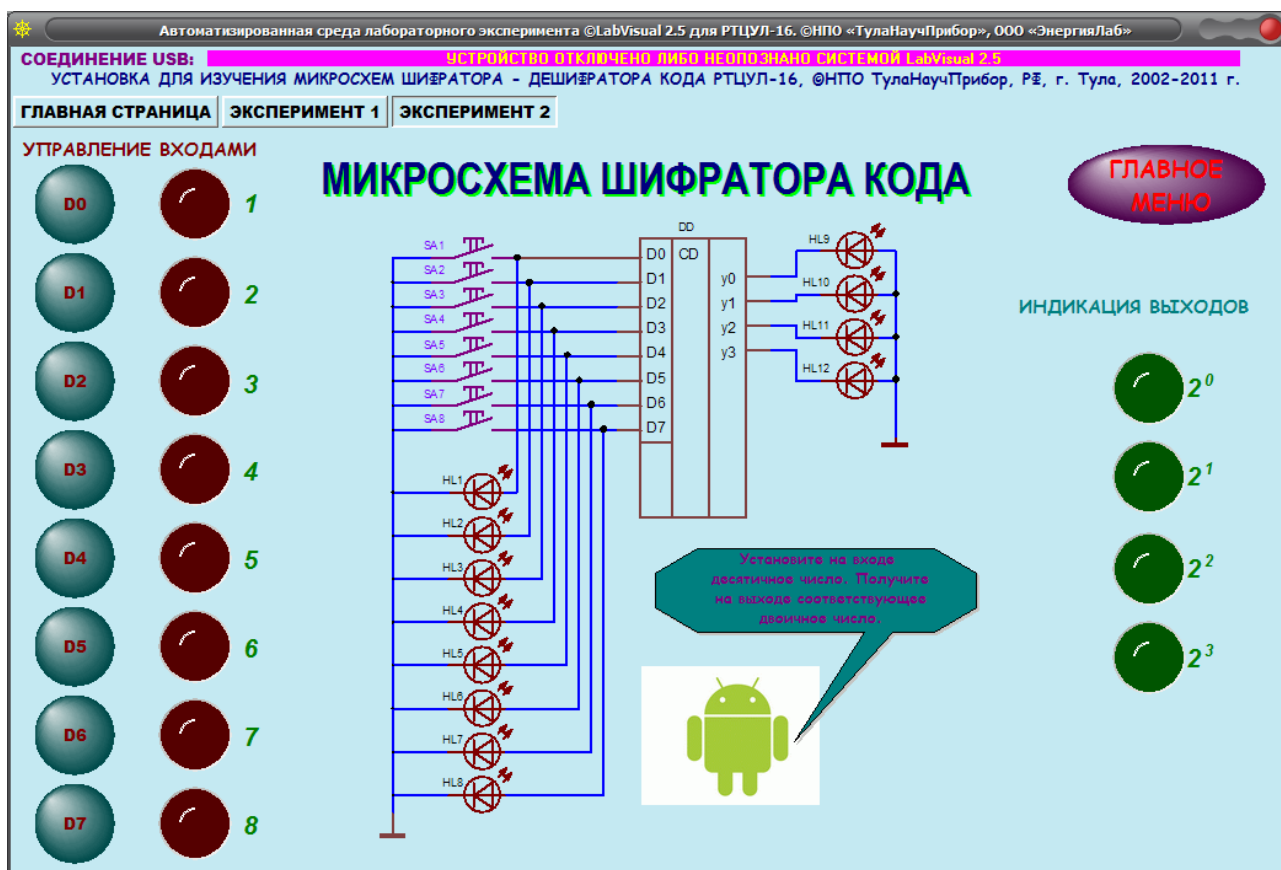 Автоматизированная среда лабораторного эксперимента ©LabVisual 2.5 для РТЦУЛ-16. ©НПО «ТулаНаучПрибор», ООО «ЭнергияЛаб»
СОЕДИНЕНИЕ USB: УСТРОЙСТВО ОТКЛЮЧЕНО ЛИБО НЕОПОЗНАНО СИСТЕМОЙ LabVisual 2.5
УСТАНОВКА ДЛЯ ИЗУЧЕНИЯ МИКРОСХЕМ ШИФРАТОРА - ДЕШИФРАТОРА КОДА РТЦУЛ-16, ©НПО ТулаНаучПрибор, РФ, г. Тула, 2002-2011 г.
ГЛАВНАЯ СТРАНИЦА ЭКСПЕРИМЕНТ 1 ЭКСПЕРИМЕНТ 2
УПРАВЛЕНИЕ ВХОДАМИ
D0 1
D1 2
D2 3
D3 4
D4 5
D5 6
D6 7
D7 8
МИКРОСХЕМА ШИФРАТОРА КОДА
SA1
SA2
SA3
SA4
SA5
SA6
SA7
SA8
DD
D0 CD
D1
D2
D3
D4
D5
D6
D7
y0
y1
y2
y3
HL9
HL10
HL11
HL12
HL1
HL2
HL3
HL4
HL5
HL6
HL7
HL8
Установите на входе
десятичное число. Получите
на выходе соответствующее
двоичное число.
ГЛАВНОЕ
МЕНЮ
ИНДИКАЦИЯ ВЫХОДОВ
2⁰
2¹
2²
2³